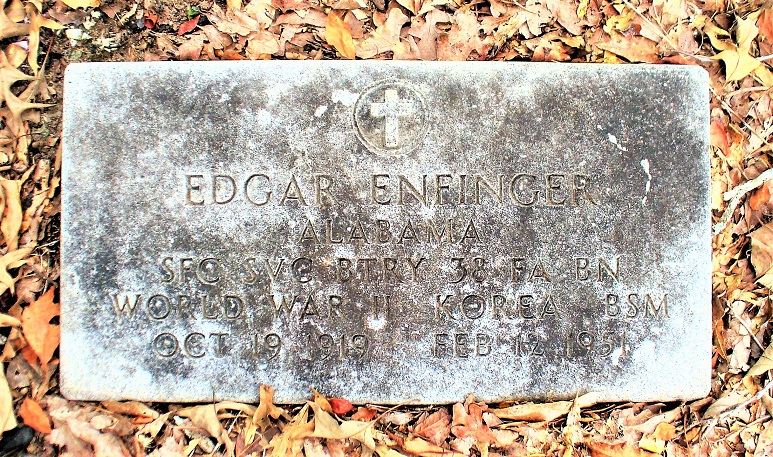 EDGAR ENFINGER
ALABAMA
SFC SVC BTRY 38 FA BN
WORLD WAR II KOREA BSM
OCT 19 1919 FEB 12 1951